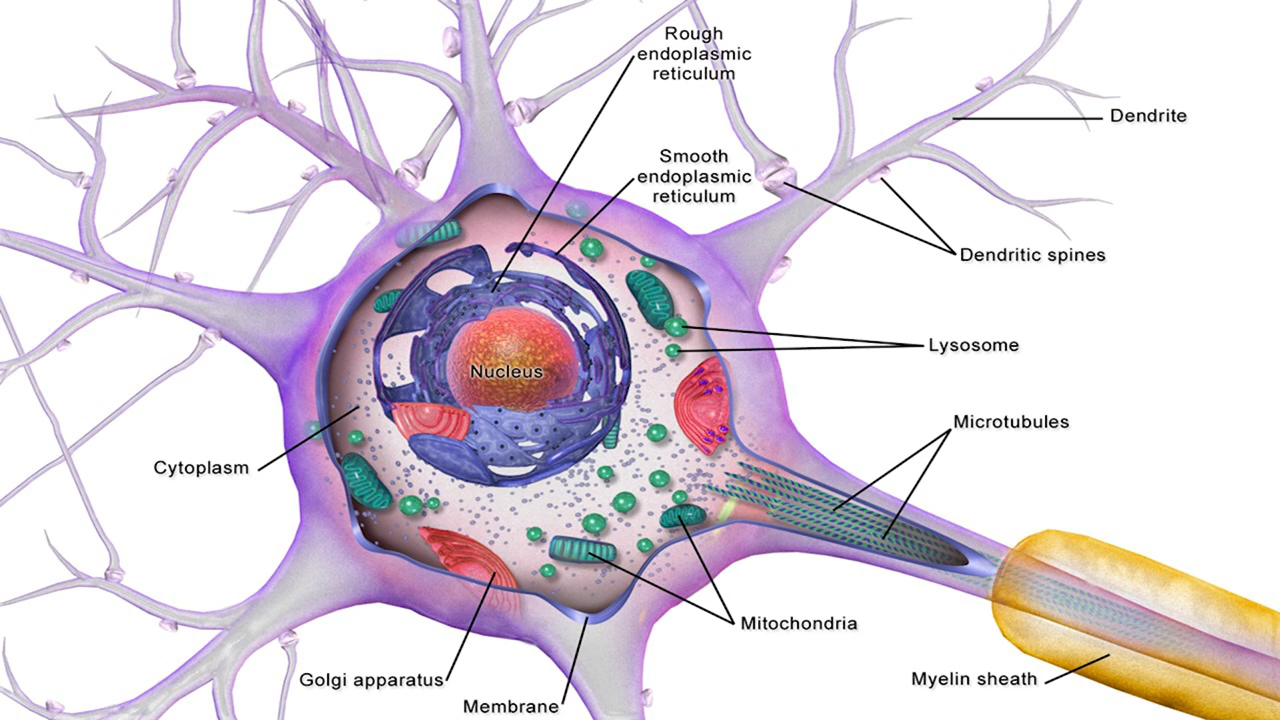 Rough
endoplasmic
reticulum
Dendrite
Smooth
endoplasmic
reticulum
Dendritic spines
Lysosome
Nucleus
Microtubules
Cytoplasm
Mitochondria
Golgi apparatus
Myelin sheath
Membrane